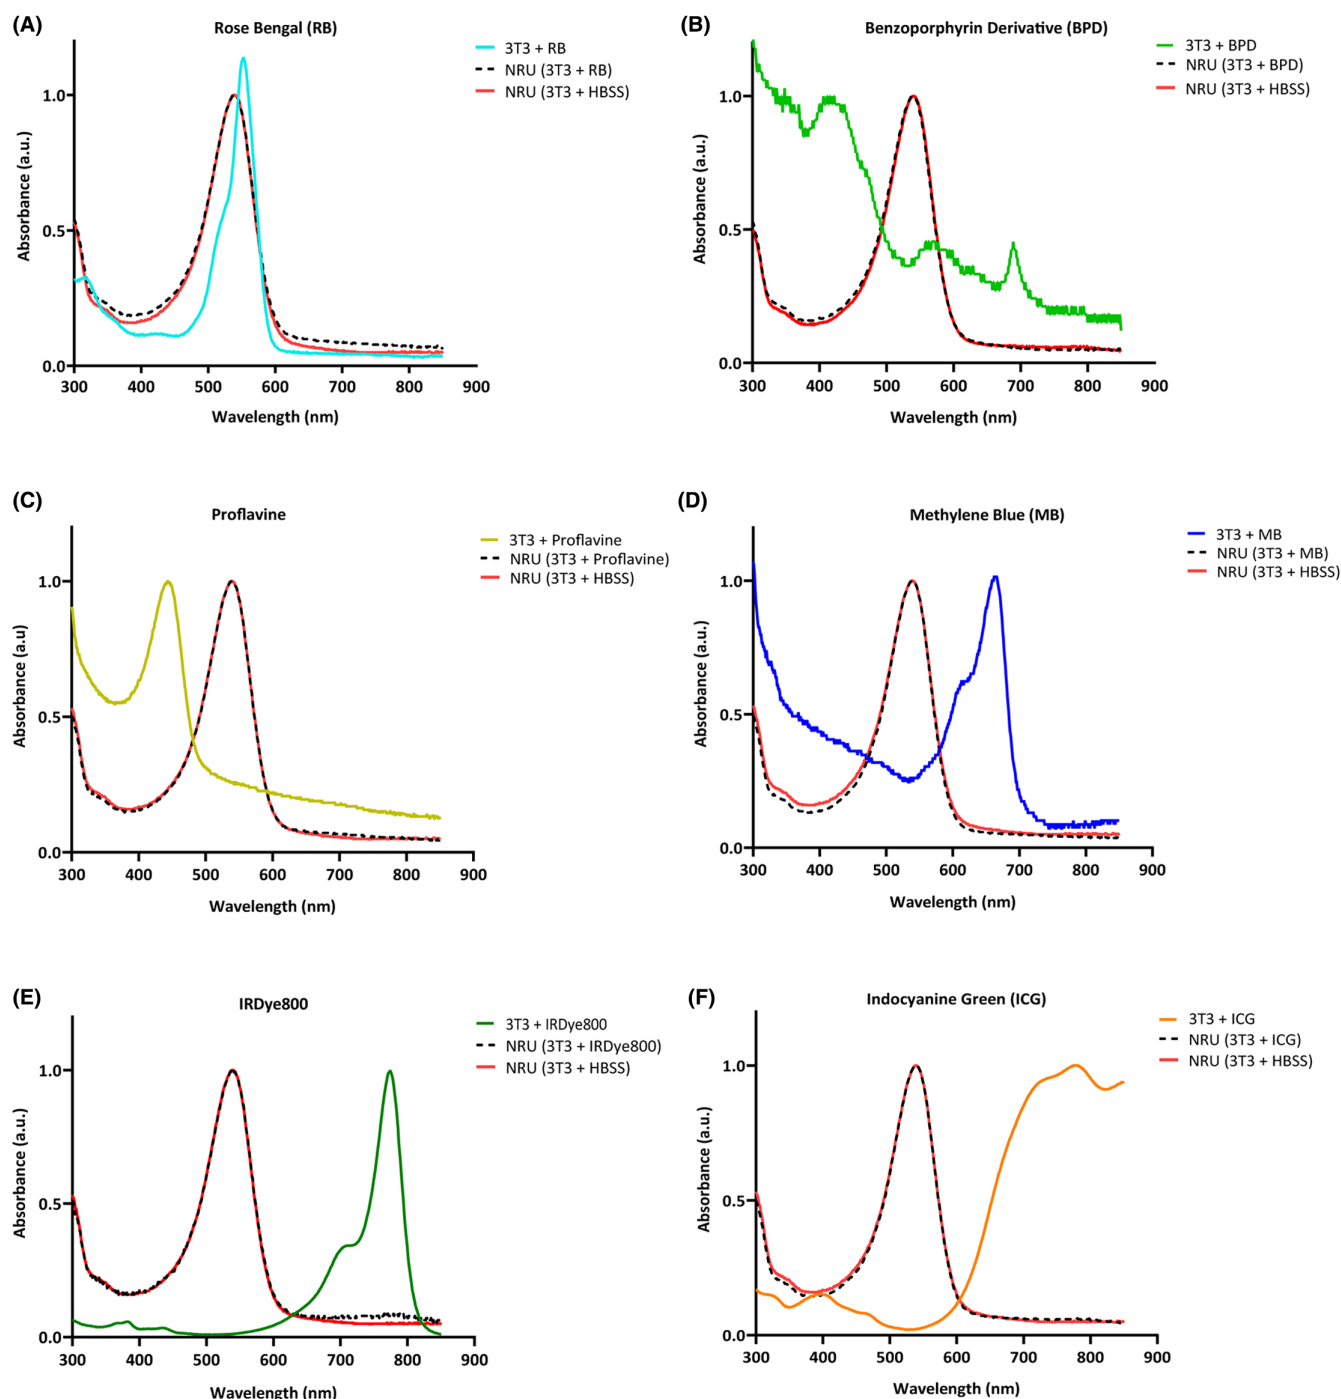 (A)
Rose Bengal (RB)
3T3 + RB
NRU (3T3 + RB)
NRU (3T3 + HBSS)
Absorbance (a.u.)
1.0
0.5
0.0
300 400 500 600 700 800 900
Wavelength (nm)
(B)
Benzoporphyrin Derivative (BPD)
3T3 + BPD
NRU (3T3 + BPD)
NRU (3T3 + HBSS)
Absorbance (a.u.)
1.0
0.5
0.0
300 400 500 600 700 800 900
Wavelength (nm)
(C)
Proflavine
3T3 + Proflavine
NRU (3T3 + Proflavine)
NRU (3T3 + HBSS)
Absorbance (a.u)
1.0
0.5
0.0
300 400 500 600 700 800 900
Wavelength (nm)
(D)
Methylene Blue (MB)
3T3 + MB
NRU (3T3 + MB)
NRU (3T3 + HBSS)
Absorbance (a.u.)
1.0
0.5
0.0
300 400 500 600 700 800 900
Wavelength (nm)
(E)
IRDye800
3T3 + IRDye800
NRU (3T3 + IRDye800)
NRU (3T3 + HBSS)
Absorbance (a.u.)
1.0
0.5
0.0
300 400 500 600 700 800 900
Wavelength (nm)
(F)
Indocyanine Green (ICG)
3T3 + ICG
NRU (3T3 + ICG)
NRU (3T3 + HBSS)
Absorbance (a.u.)
1.0
0.5
0.0
300 400 500 600 700 800 900
Wavelength (nm)